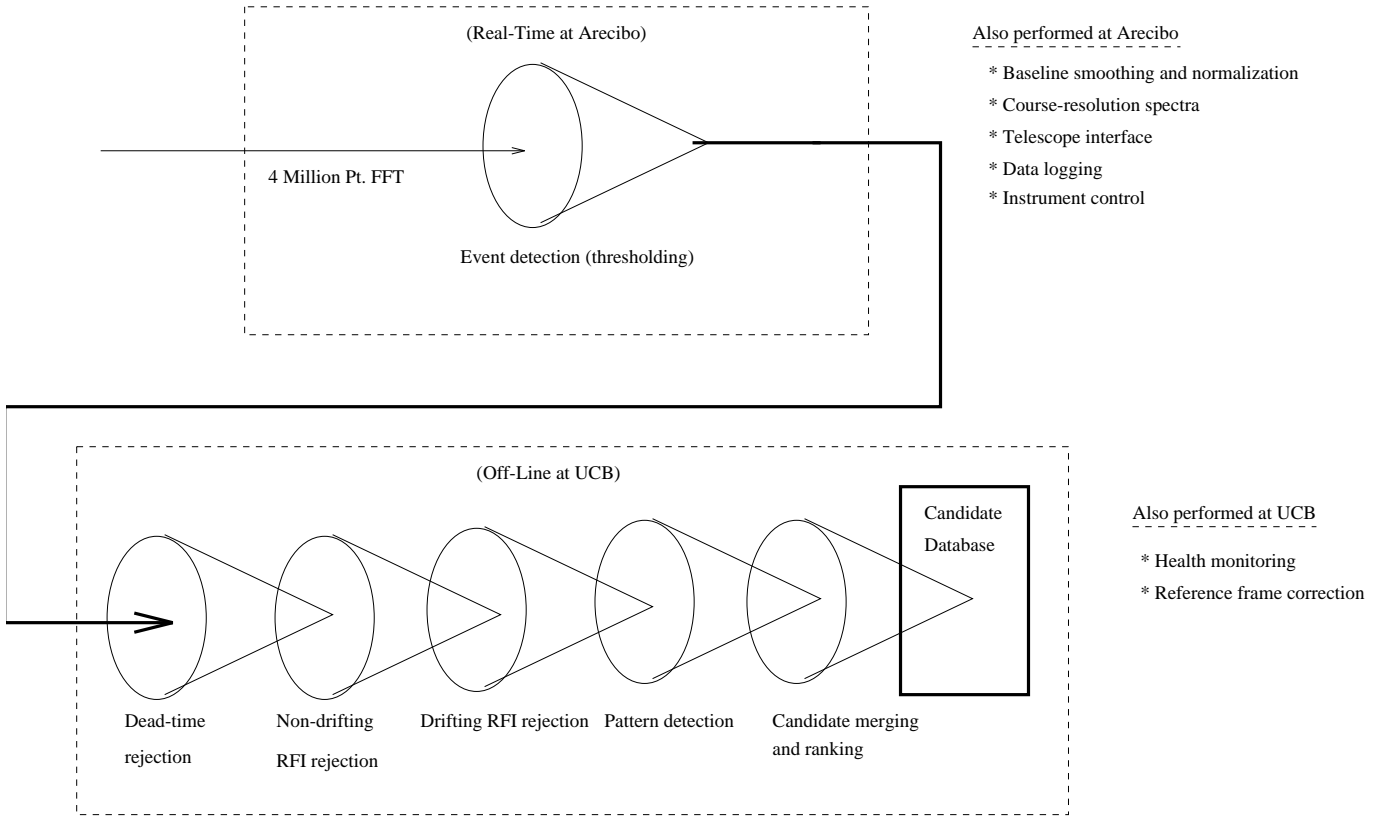 (Real-Time at Arecibo)
4 Million Pt. FFT
Event detection (thresholding)
Also performed at Arecibo
* Baseline smoothing and normalization
* Course-resolution spectra
* Telescope interface
* Data logging
* Instrument control
(Off-Line at UCB)
Candidate
Database
Dead-time
rejection
Non-drifting
RFI rejection
Drifting RFI rejection
Pattern detection
Candidate merging
and ranking
Also performed at UCB
* Health monitoring
* Reference frame correction